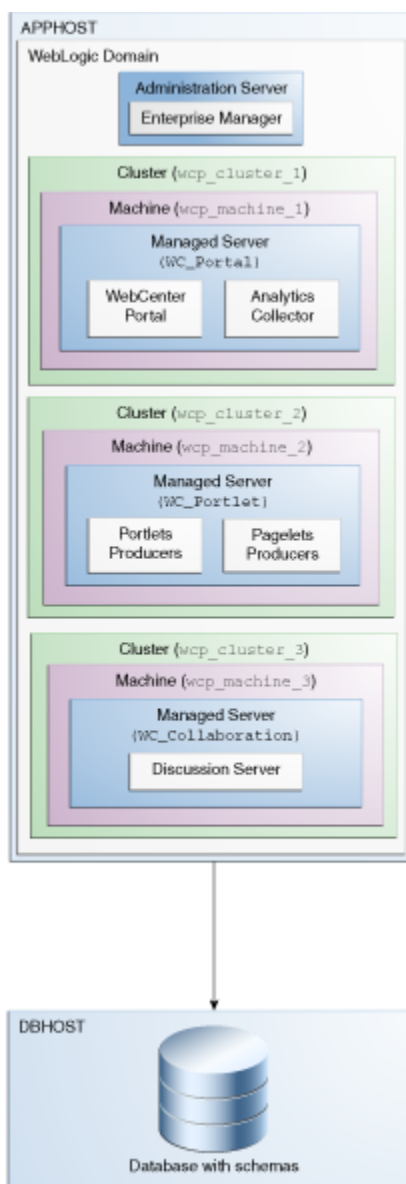 APPHOST
WebLogic Domain
Administration Server
Enterprise Manager
Cluster (wcp_cluster_1)
Machine (wcp_machine_1)
Managed Server
(WC_Portal)
WebCenter
Portal
Analytics
Collector
Cluster (wcp_cluster_2)
Machine (wcp_machine_2)
Managed Server
(WC_Portlet)
Portlets
Producers
Pagelets
Producers
Cluster (wcp_cluster_3)
Machine (wcp_machine_3)
Managed Server
(WC_Collaboration)
Discussion Server
DBHOST
Database with schemas